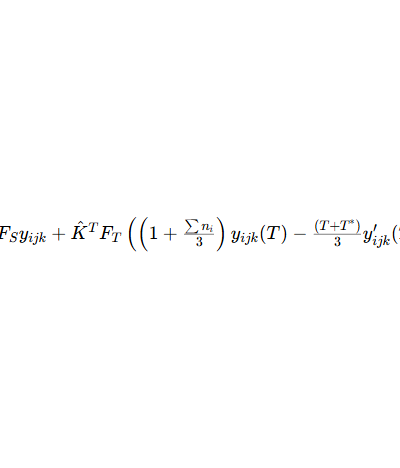 F_S y_{ijk} + \hat{K}^T F_T \left( \left( 1 + \frac{\sum n_i}{3} \right) y_{ijk}(T) - \frac{(T+T^*)}{3} y'_{ijk}(